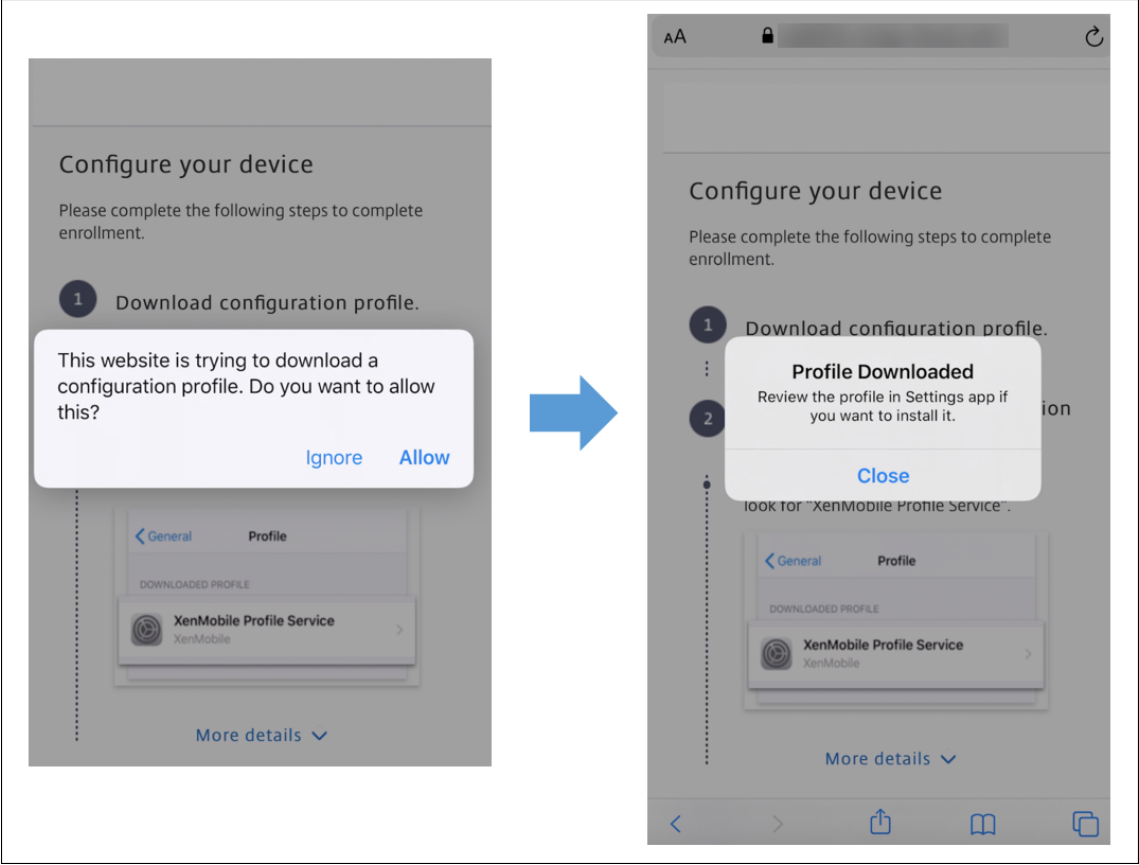 Configure your device
Please complete the following steps to complete
enrollment.
1
Download configuration profile.
This website is trying to download a
configuration profile. Do you want to allow
this?
Ignore
Allow
General
Profile
DOWNLOADED PROFILE
XenMobile Profile Service
XenMobile
More details
AA
Configure your device
Please complete the following steps to complete
enrollment.
1
Download configuration profile.
Profile Downloaded
Review the profile in Settings app if
you want to install it.
Close
2
ion
look for "XenMobile Profile Service".
General
Profile
DOWNLOADED PROFILE
XenMobile Profile Service
XenMobile
More details